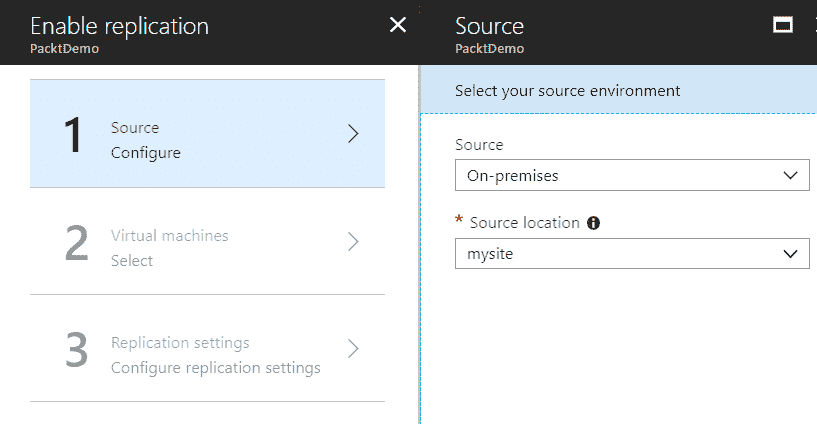 Enable replication
PacktDemo
1
Source
Configure
2
Virtual machines
Select
3
Replication settings
Configure replication settings
Source
PacktDemo
Select your source environment
Source
On-premises
* Source location
mysite